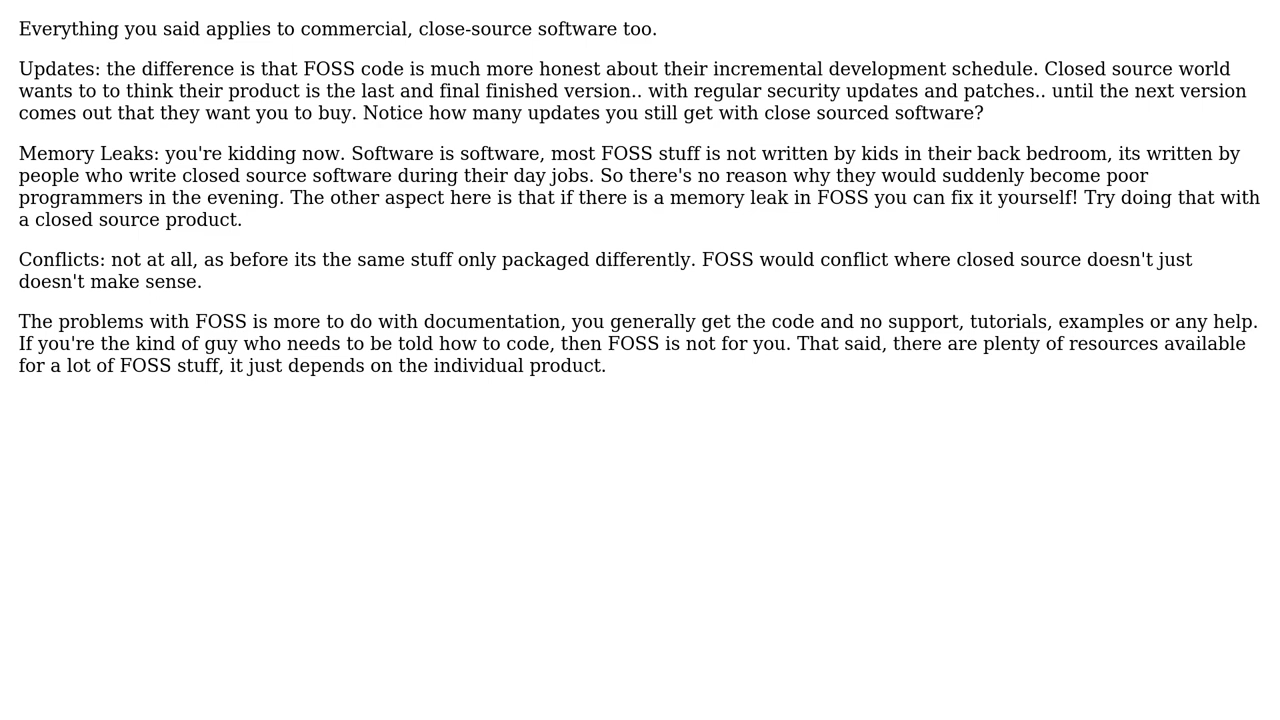 Everything you said applies to commercial, close-source software too.
Updates: the difference is that FOSS code is much more honest about their incremental development schedule. Closed source world
wants to to think their product is the last and final finished version.. with regular security updates and patches.. until the next version
comes out that they want you to buy. Notice how many updates you still get with close sourced software?
Memory Leaks: you're kidding now. Software is software, most FOSS stuff is not written by kids in their back bedroom, its written by
people who write closed source software during their day jobs. So there's no reason why they would suddenly become poor
programmers in the evening. The other aspect here is that if there is a memory leak in FOSS you can fix it yourself! Try doing that with
a closed source product.
Conflicts: not at all, as before its the same stuff only packaged differently. FOSS would conflict where closed source doesn't just
doesn't make sense.
The problems with FOSS is more to do with documentation, you generally get the code and no support, tutorials, examples or any help.
If you're the kind of guy who needs to be told how to code, then FOSS is not for you. That said, there are plenty of resources available
for a lot of FOSS stuff, it just depends on the individual product.